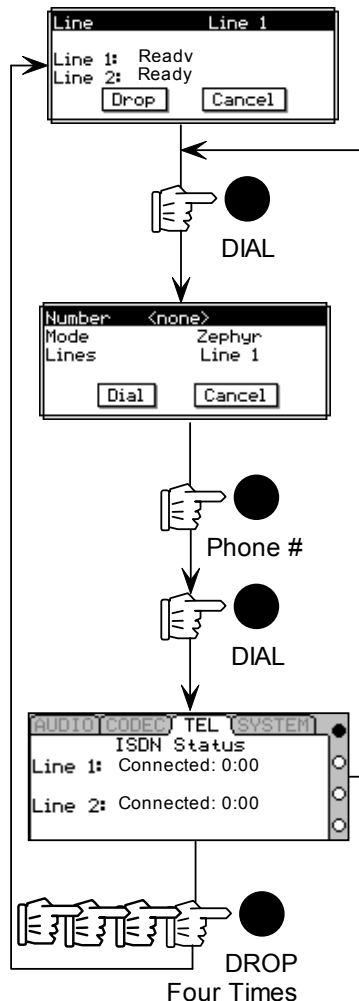 Line Line 1
Line 1: Readv
Line 2: Ready
Drop Cancel
DIAL
Number <none>
Mode Zephyr
Lines Line 1
Dial Cancel
Phone #
DIAL
AUDIO CODEC TEL SYSTEM
ISDN Status
Line 1: Connected: 0:00
Line 2: Connected: 0:00
DROP
Four Times